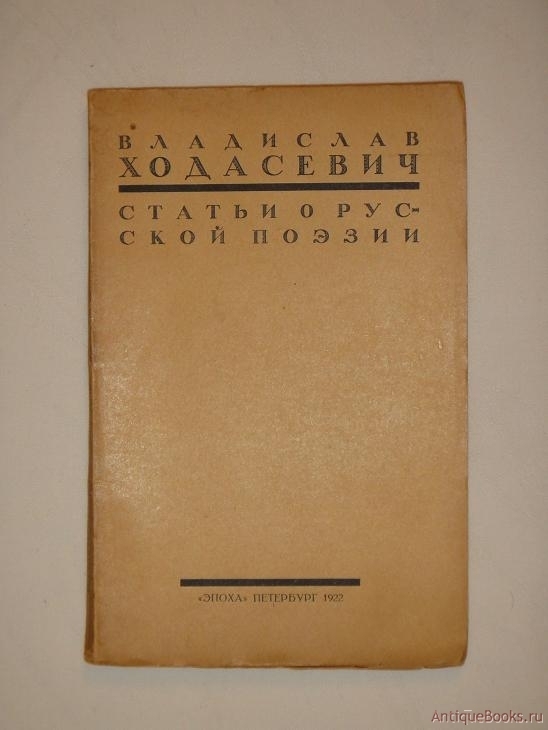 ВЛАДИСЛАВ
ХОДАСЕВИЧ
СТАТЬИ О РУС-
СКОЙ ПОЭЗИИ
«ЭПОХА» ПЕТЕРБУРГ 1922
AntiqueBooks.ru